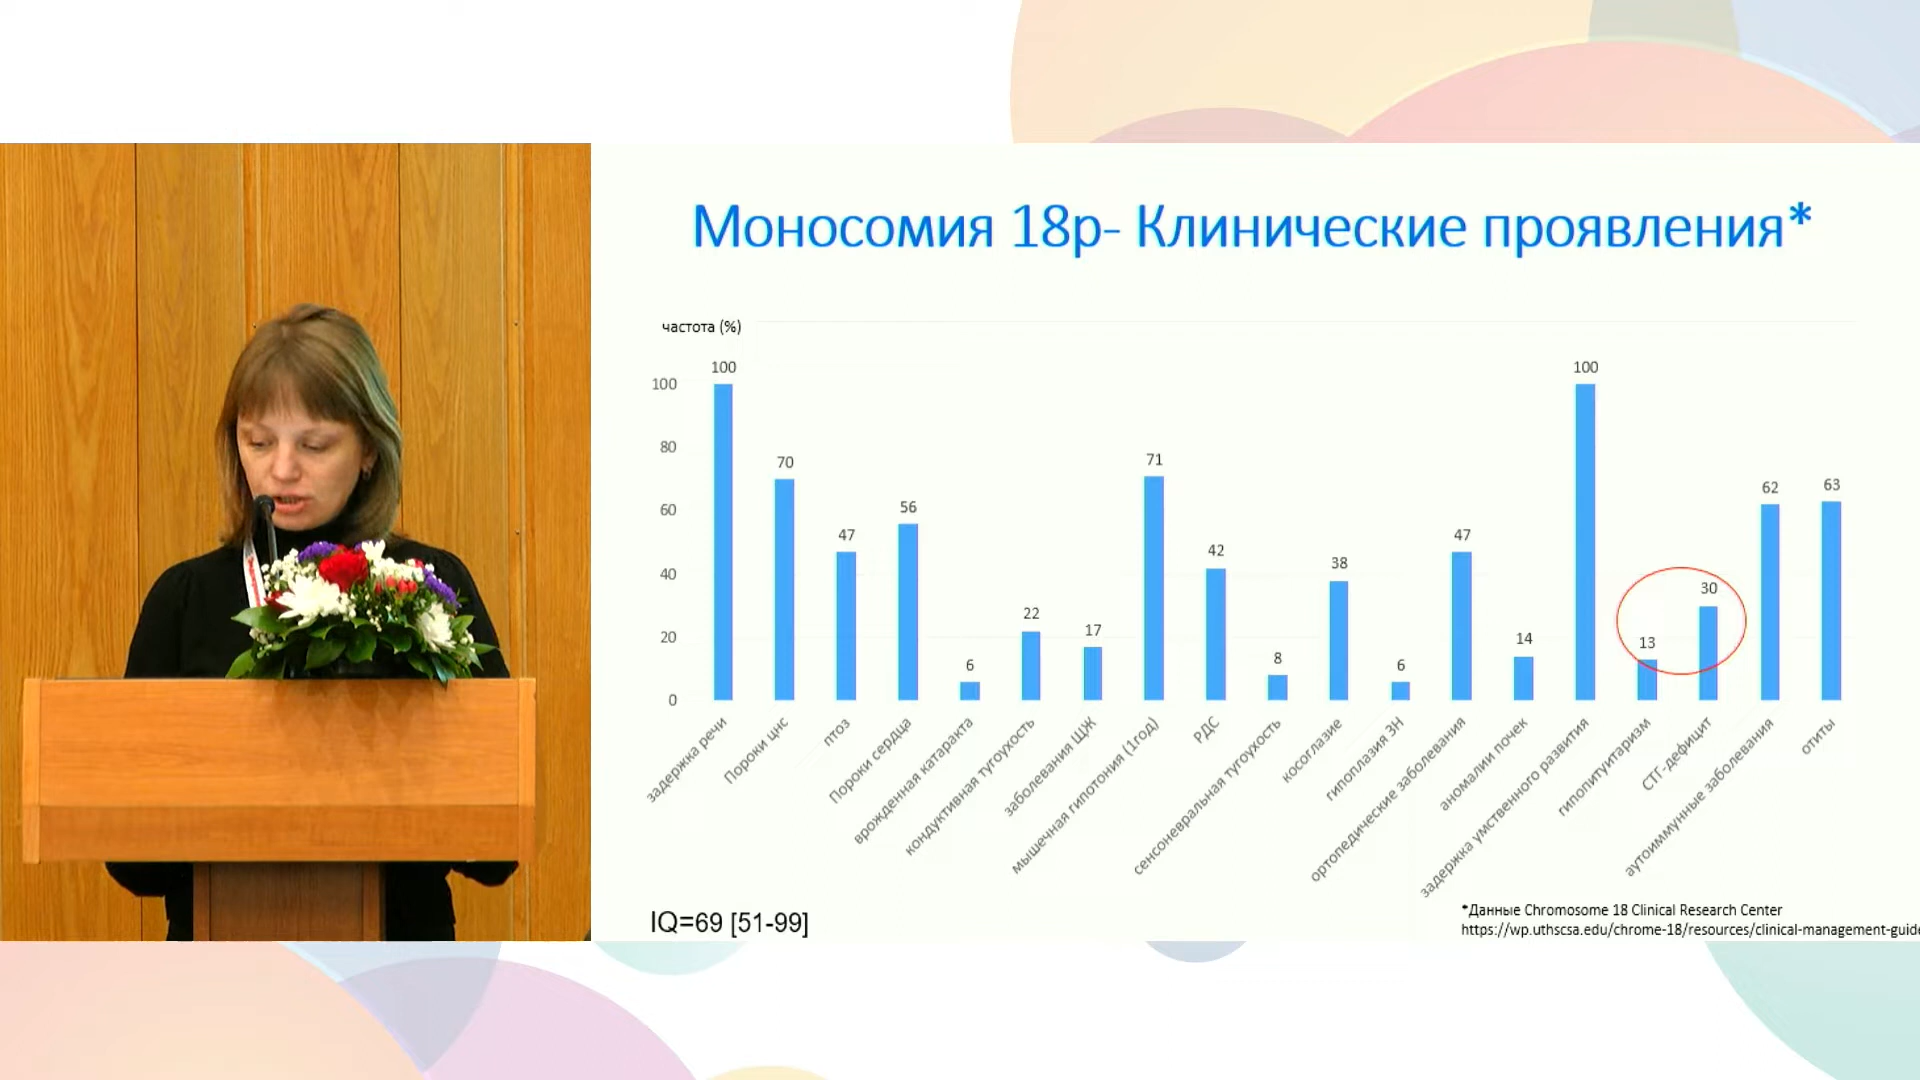 Моносомия 18p- Клинические проявления*
частота (%)
100
80
60
40
20
0
100
70
47
56
6
22
17
71
42
8
38
6
47
14
100
13
30
62
63
задержка речи
Пороки цнс
птоз
Пороки сердца
врожденная катаракта
кондуктивная тугоухость
заболевания ЩЖ
мышечная гипотония (1год)
РДС
сенсоневральная тугоухость
косоглазие
гипоплазия ЗН
ортопедические заболевания
аномалии почек
задержка умственного развития
гипопитуитаризм
СТГ-дефицит
аутоиммунные заболевания
отиты
IQ=69 [51-99]
*Данные Chromosome 18 Clinical Research Center
https://wp.uthscsa.edu/chrome-18/resources/clinical-management-guide